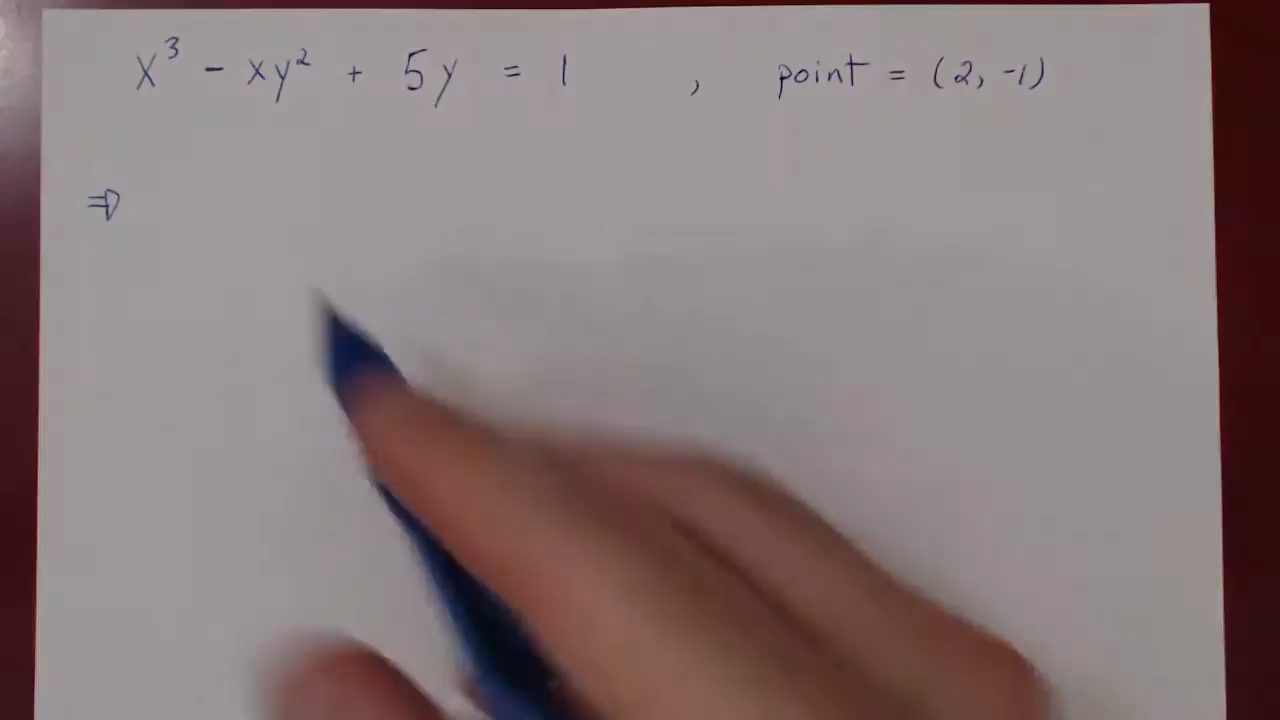 x³ - xy² + 5y = 1 , point = (2, -1)
⇒